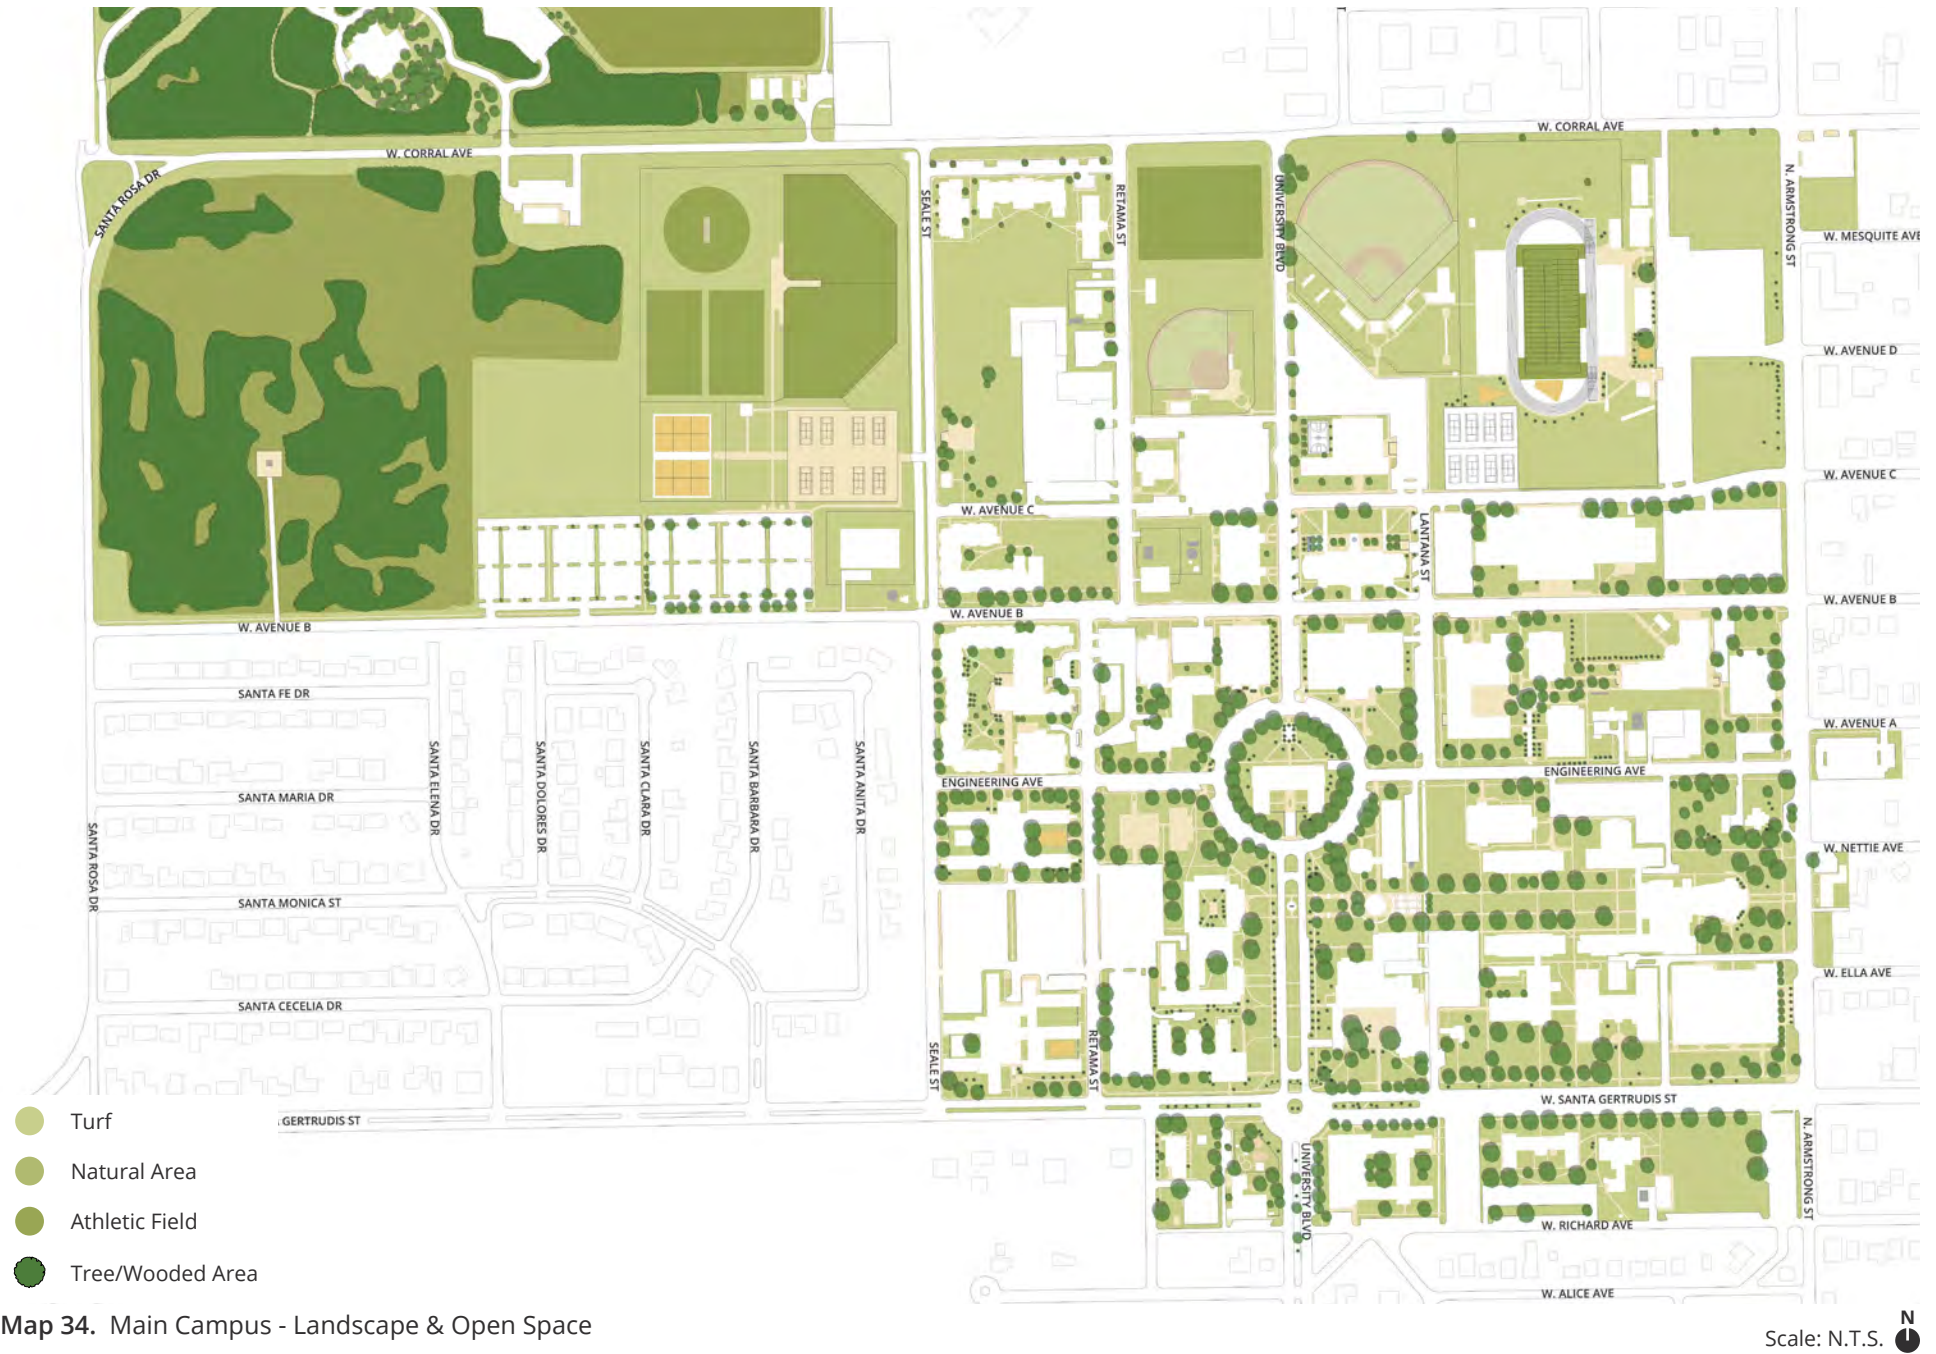 W. CORRAL AVE
W. CORRAL AVE
SANTA ROSA DR
SEALE ST
RETAMA ST
UNIVERSITY BLVD
N. ARMSTRONG ST
W. MESQUITE AVE
W. AVENUE D
W. AVENUE C
W. AVENUE C
LANTANA ST
W. AVENUE B
W. AVENUE B
W. AVENUE B
SANTA FE DR
W. AVENUE A
SANTA ELENA DR
SANTA DOLORES DR
SANTA CLARA DR
SANTA BARBARA DR
SANTA ANITA DR
ENGINEERING AVE
ENGINEERING AVE
SANTA MARIA DR
SANTA ROSA DR
W. NETTIE AVE
SANTA MONICA ST
W. ELLA AVE
SANTA CECELIA DR
SEALE ST
RETAMA ST
W. SANTA GERTRUDIS ST
GERTRUDIS ST
UNIVERSITY BLVD
N. ARMSTRONG ST
W. RICHARD AVE
W. ALICE AVE
Turf
Natural Area
Athletic Field
Tree/Wooded Area
Map 34. Main Campus - Landscape & Open Space
N
Scale: N.T.S.